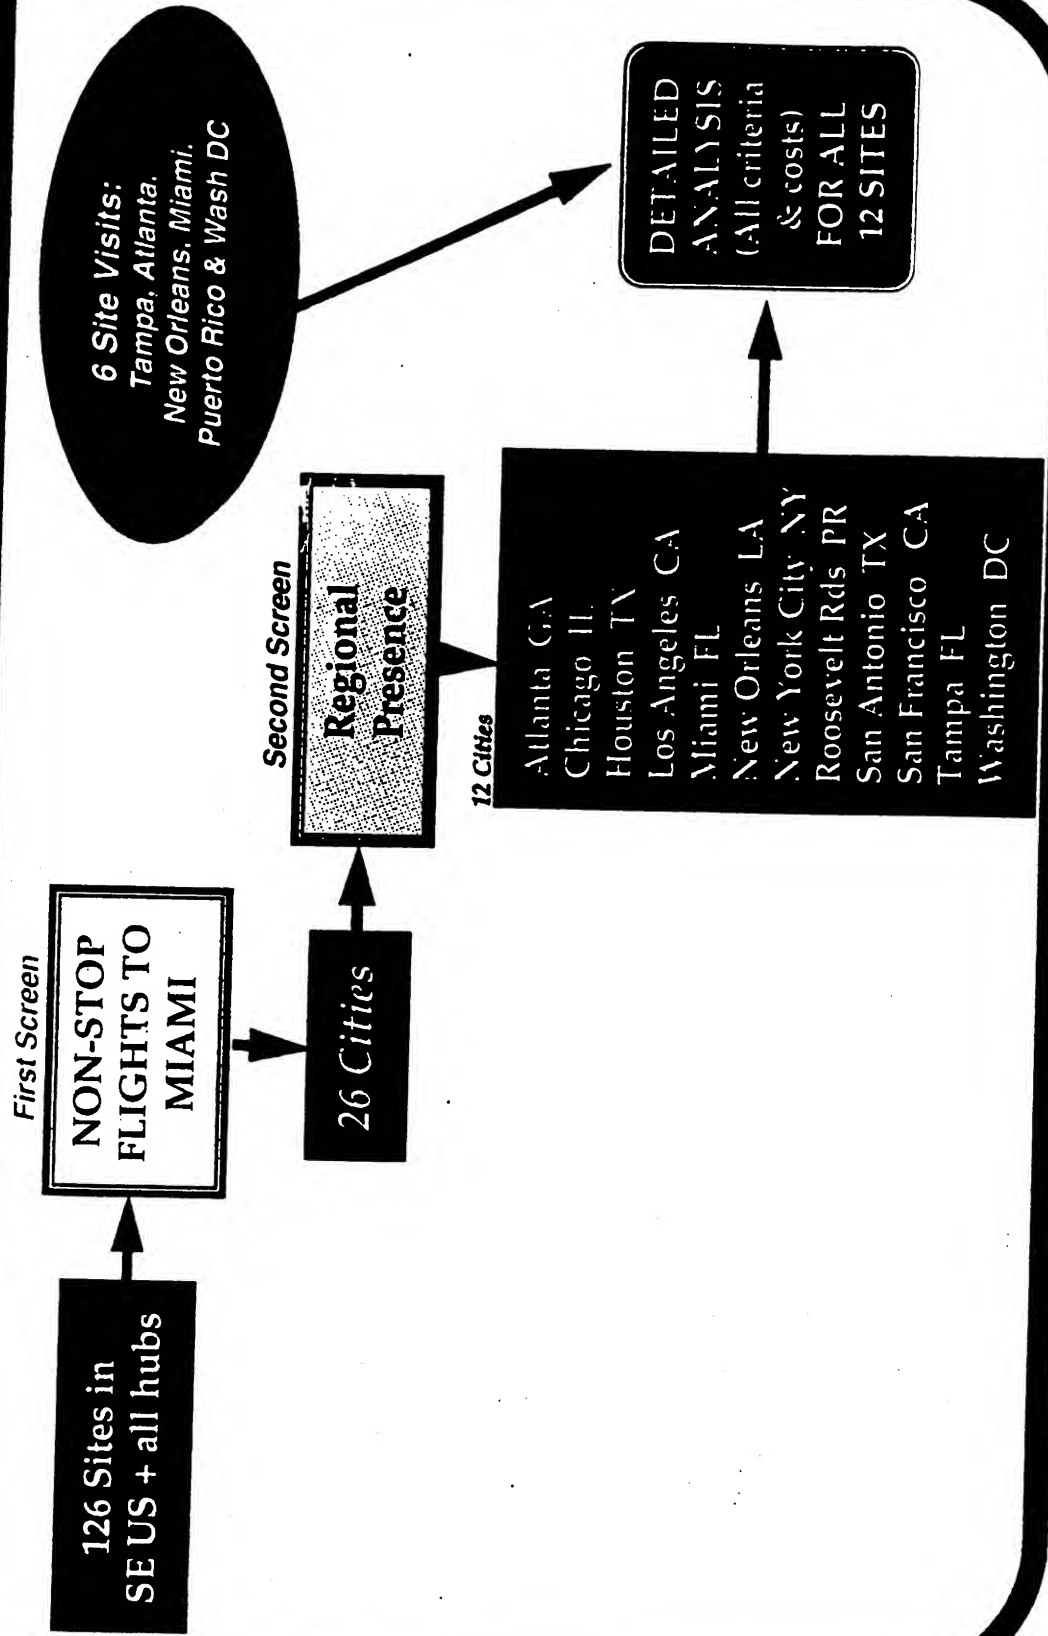 126 Sites in
SE US + all hubs
First Screen
NON-STOP
FLIGHTS TO
MIAMI
26 Cities
Second Screen
Regional
Presence
12 Cities
Atlanta GA
Chicago IL
Houston TX
Los Angeles CA
Miami FL
New Orleans LA
New York City NY
Roosevelt Rds PR
San Antonio TX
San Francisco CA
Tampa FL
Washington DC
6 Site Visits:
Tampa, Atlanta,
New Orleans, Miami,
Puerto Rico & Wash DC
DETAILED
ANALYSIS
(All criteria
& costs)
FOR ALL
12 SITES